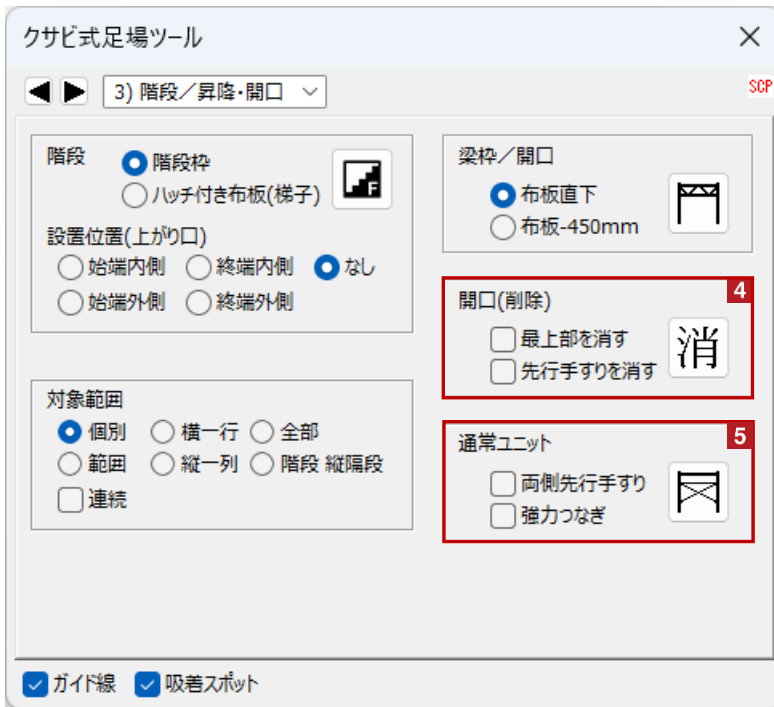 クサビ式足場ツール
3) 階段／昇降・開口
SCP
階段
階段枠
ハッチ付き布板(梯子)
F
設置位置(上がり口)
始端内側 終端内側 なし
始端外側 終端外側
対象範囲
個別 横一行 全部
範囲 縦一列 階段 縦隔段
連続
梁枠／開口
布板直下
布板-450mm
4
開口(削除)
最上部を消す
先行手すりを消す
消
5
通常ユニット
両側先行手すり
強力つなぎ
ガイド線 吸着スポット